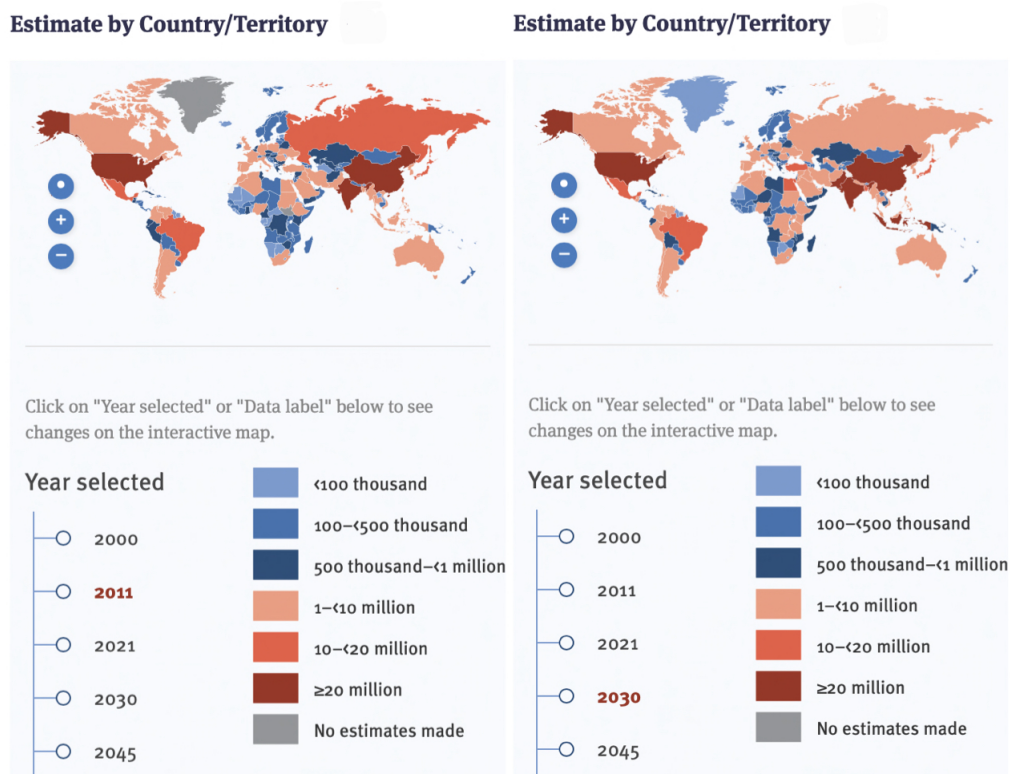 Estimate by Country/Territory
+
−
Click on "Year selected" or "Data label" below to see
changes on the interactive map.
Year selected
2000
2011
2021
2030
2045
<100 thousand
100–<500 thousand
500 thousand–<1 million
1–<10 million
10–<20 million
≥20 million
No estimates made
Estimate by Country/Territory
+
−
Click on "Year selected" or "Data label" below to see
changes on the interactive map.
Year selected
2000
2011
2021
2030
2045
<100 thousand
100–<500 thousand
500 thousand–<1 million
1–<10 million
10–<20 million
≥20 million
No estimates made